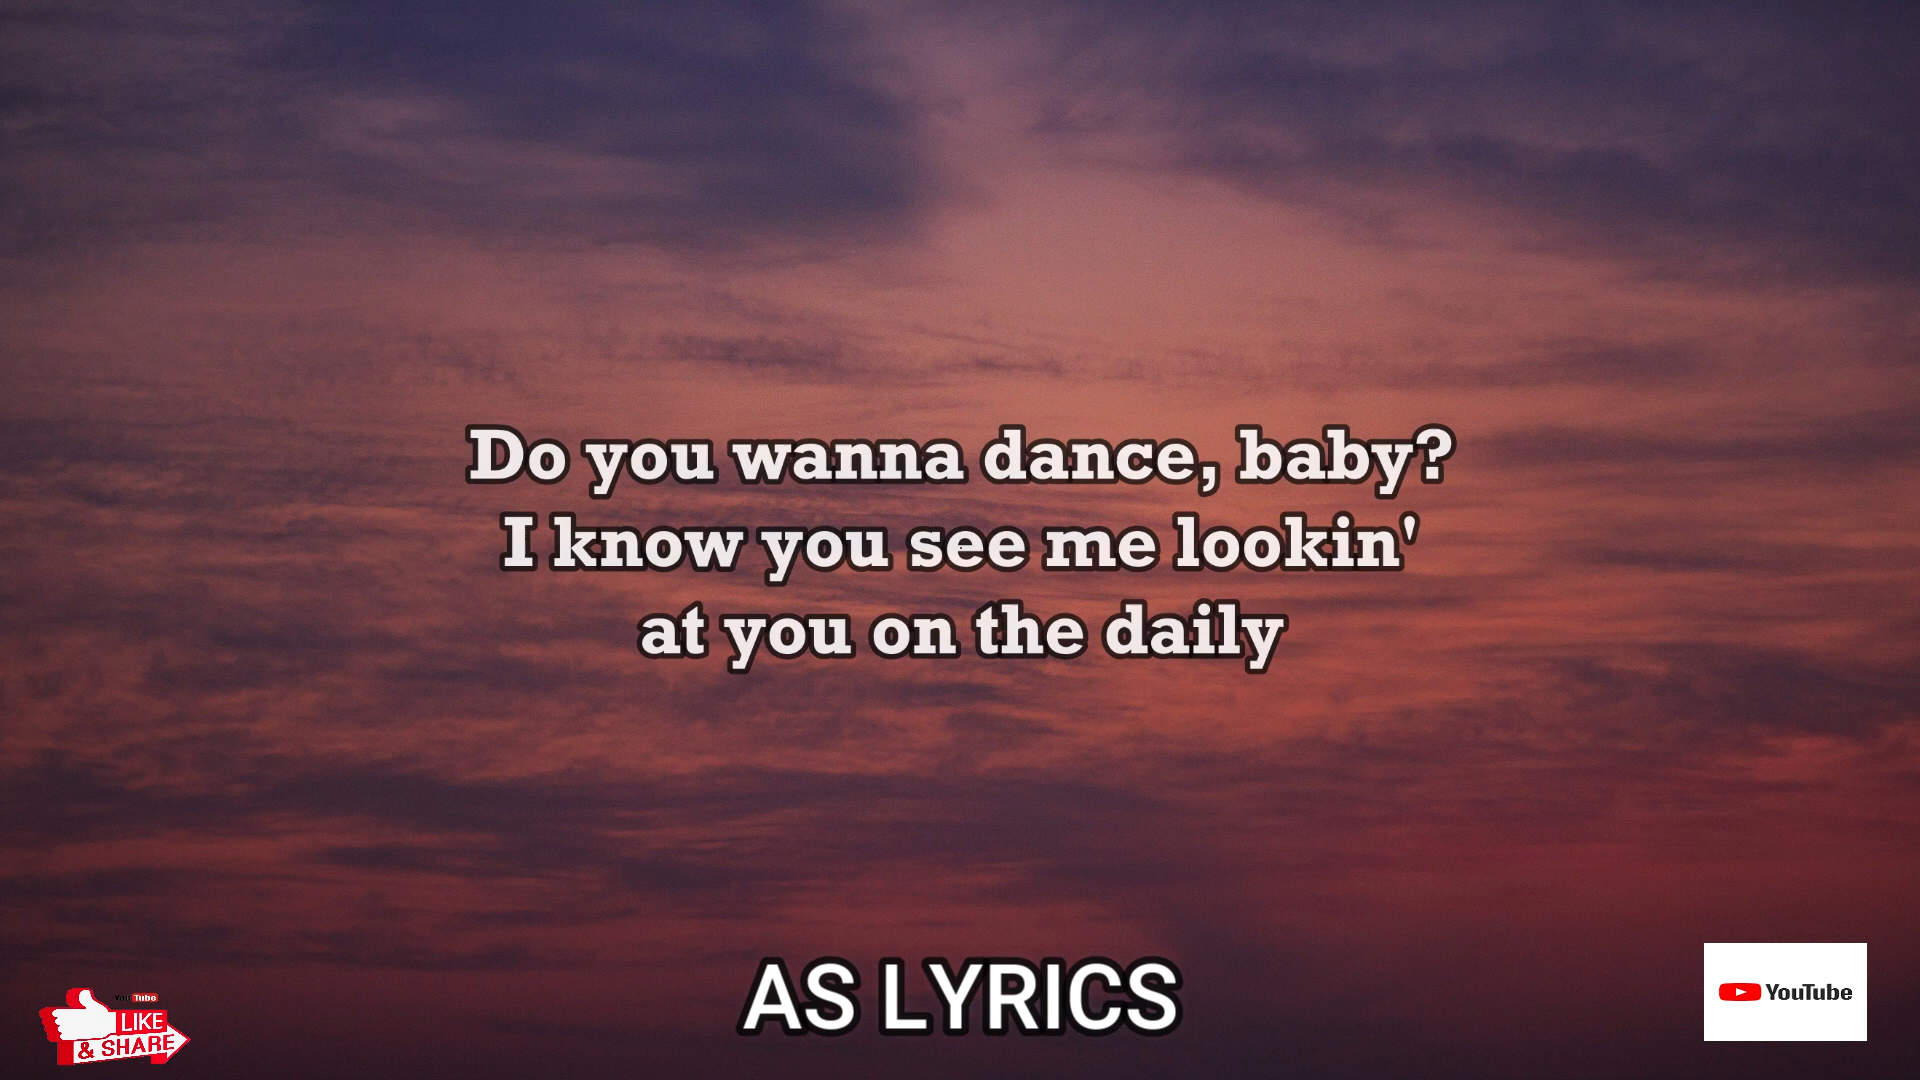 Do you wanna dance, baby?
I know you see me lookin'
at you on the daily
AS LYRICS
YouTube
LIKE
& SHARE
YouTube